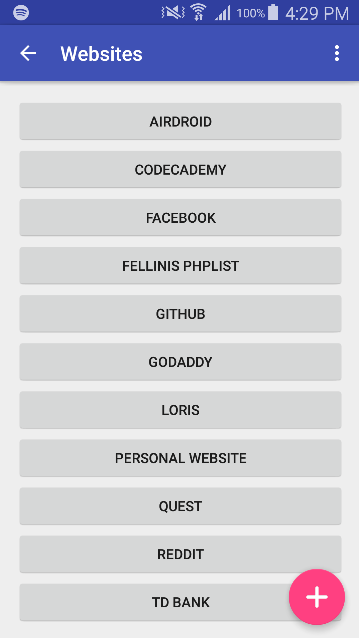 100% 4:29 PM
Websites
AIRDROID
CODECADEMY
FACEBOOK
FELLINIS PHPLIST
GITHUB
GODADDY
LORIS
PERSONAL WEBSITE
QUEST
REDDIT
TD BANK